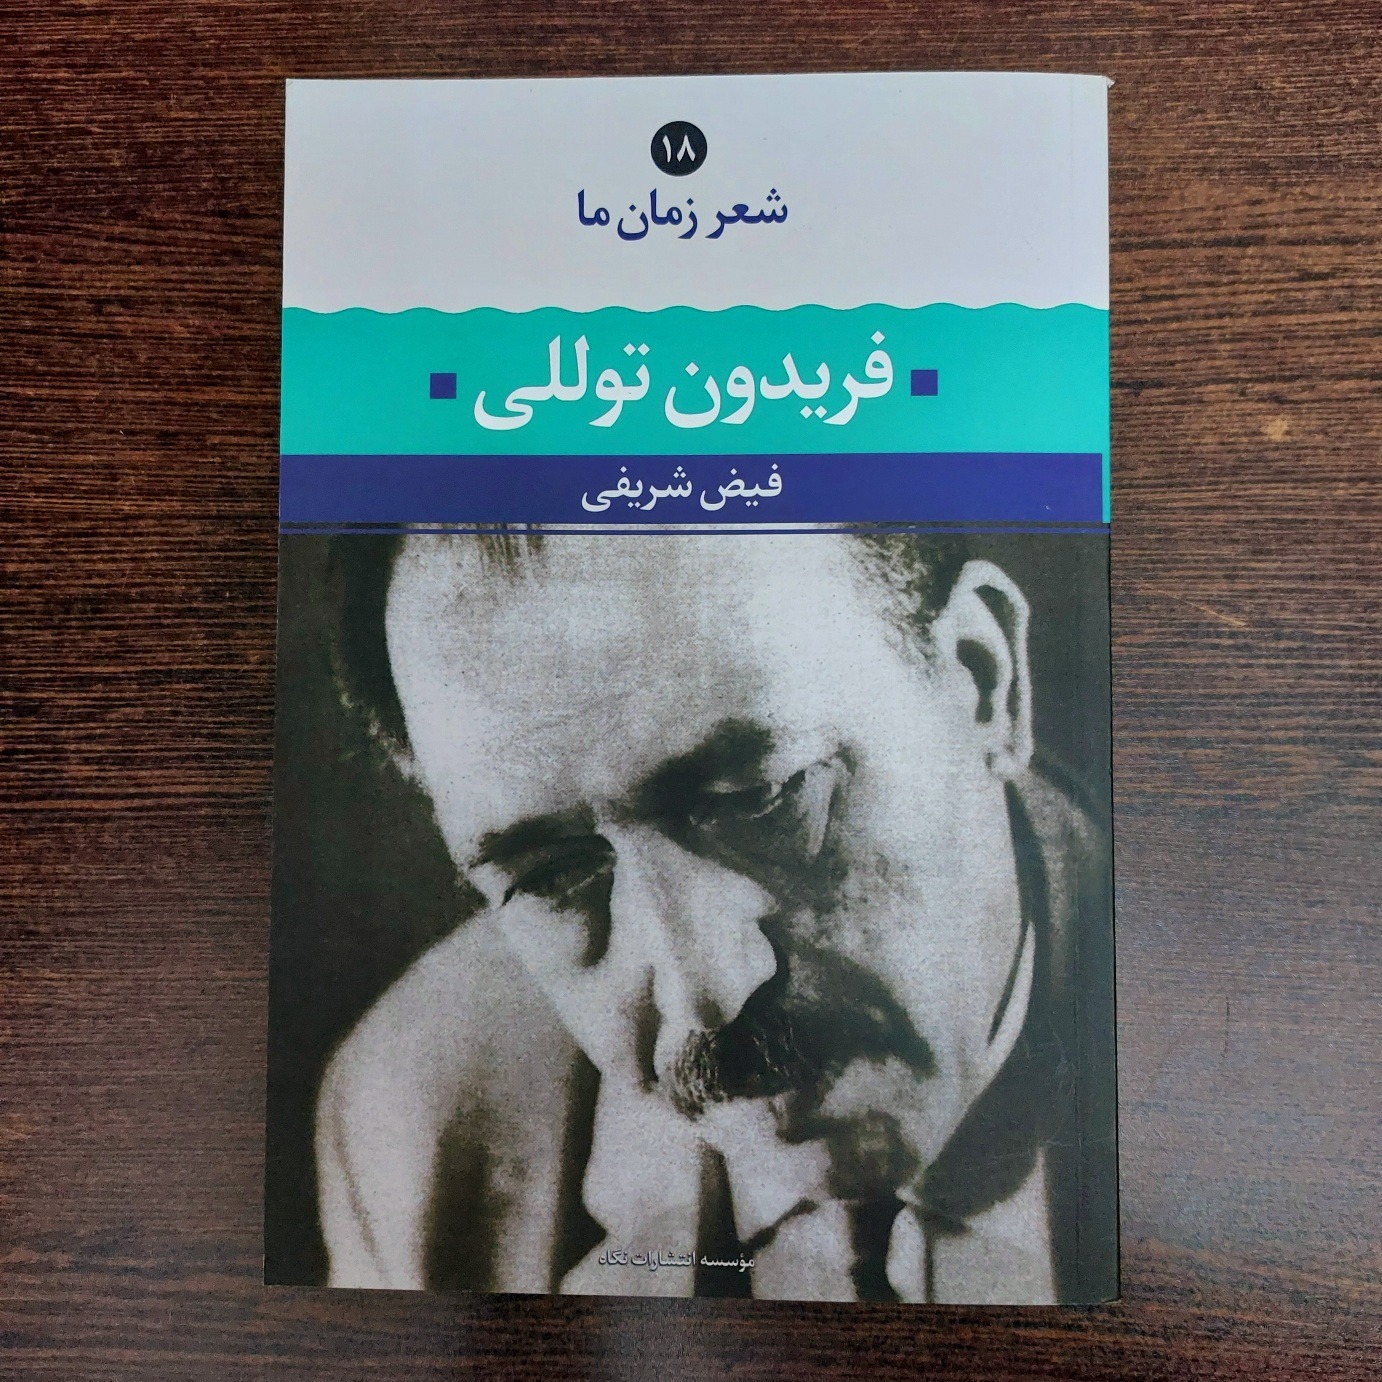 ۱۸
شعر زمان ما
فریدون توللی
فیض شریفی
مؤسسه انتشارات نگاه